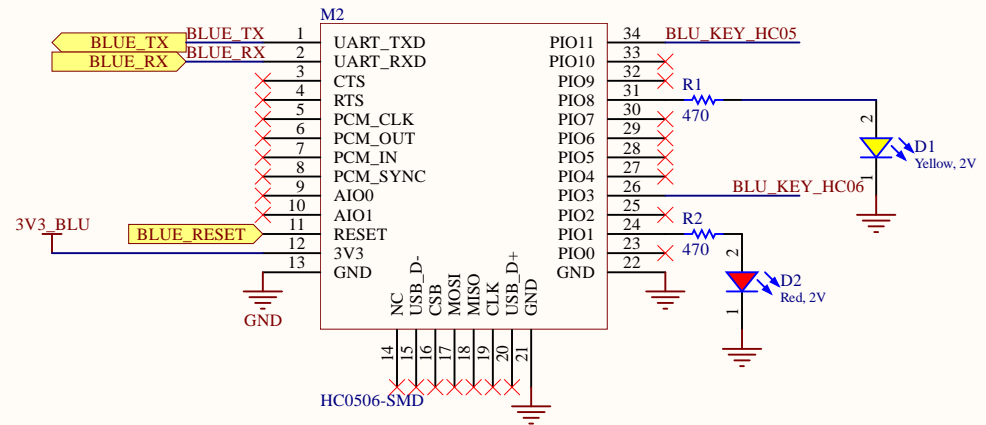 M2
BLUE_TX BLUE_TX 1 UART_TXD PIO11 34 BLU_KEY_HC05
BLUE_RX BLUE_RX 2 UART_RXD PIO10 33
3 CTS PIO9 32
4 RTS PIO8 31 R1 470
5 PCM_CLK PIO7 30
6 PCM_OUT PIO6 29
7 PCM_IN PIO5 28
8 PCM_SYNC PIO4 27
9 AIO0 PIO3 26 BLU_KEY_HC06
10 AIO1 PIO2 25
BLUE_RESET 11 RESET PIO1 24 R2 470
3V3_BLU 12 3V3 PIO0 23
13 GND GND 22
GND
2 D1
1 Yellow, 2V
2 D2
1 Red, 2V
NC USB_D- CSB MOSI MISO CLK USB_D+ GND
14 15 16 17 18 19 20 21
HC0506-SMD